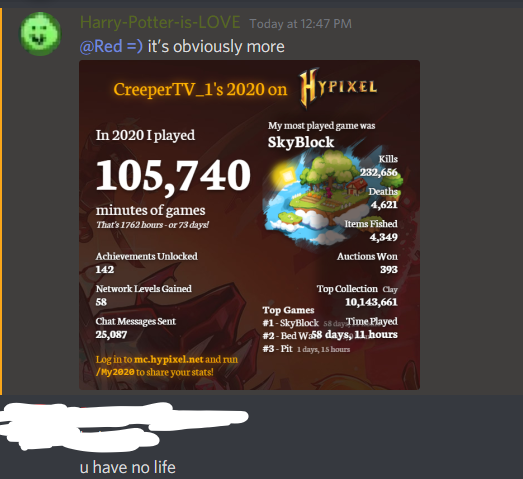 Harry-Potter-is-LOVE Today at 12:47 PM
@Red =) it's obviously more
CreeperTV_1's 2020 on HYPIXEL
In 2020 I played
105,740
minutes of games
That's 1762 hours - or 73 days!
Achievements Unlocked
142
Network Levels Gained
58
Chat Messages Sent
25,087
Log in to mc.hypixel.net and run
/My2020 to share your stats!
My most played game was
SkyBlock
Kills
232,656
Deaths
4,621
Items Fished
4,349
Auctions Won
393
Top Collection Clay
10,143,661
Time Played
58 days, 11 hours
Top Games
#1 - SkyBlock 58 days
#2 - Bed Wa
#3 - Pit 1 days, 15 hours
u have no life